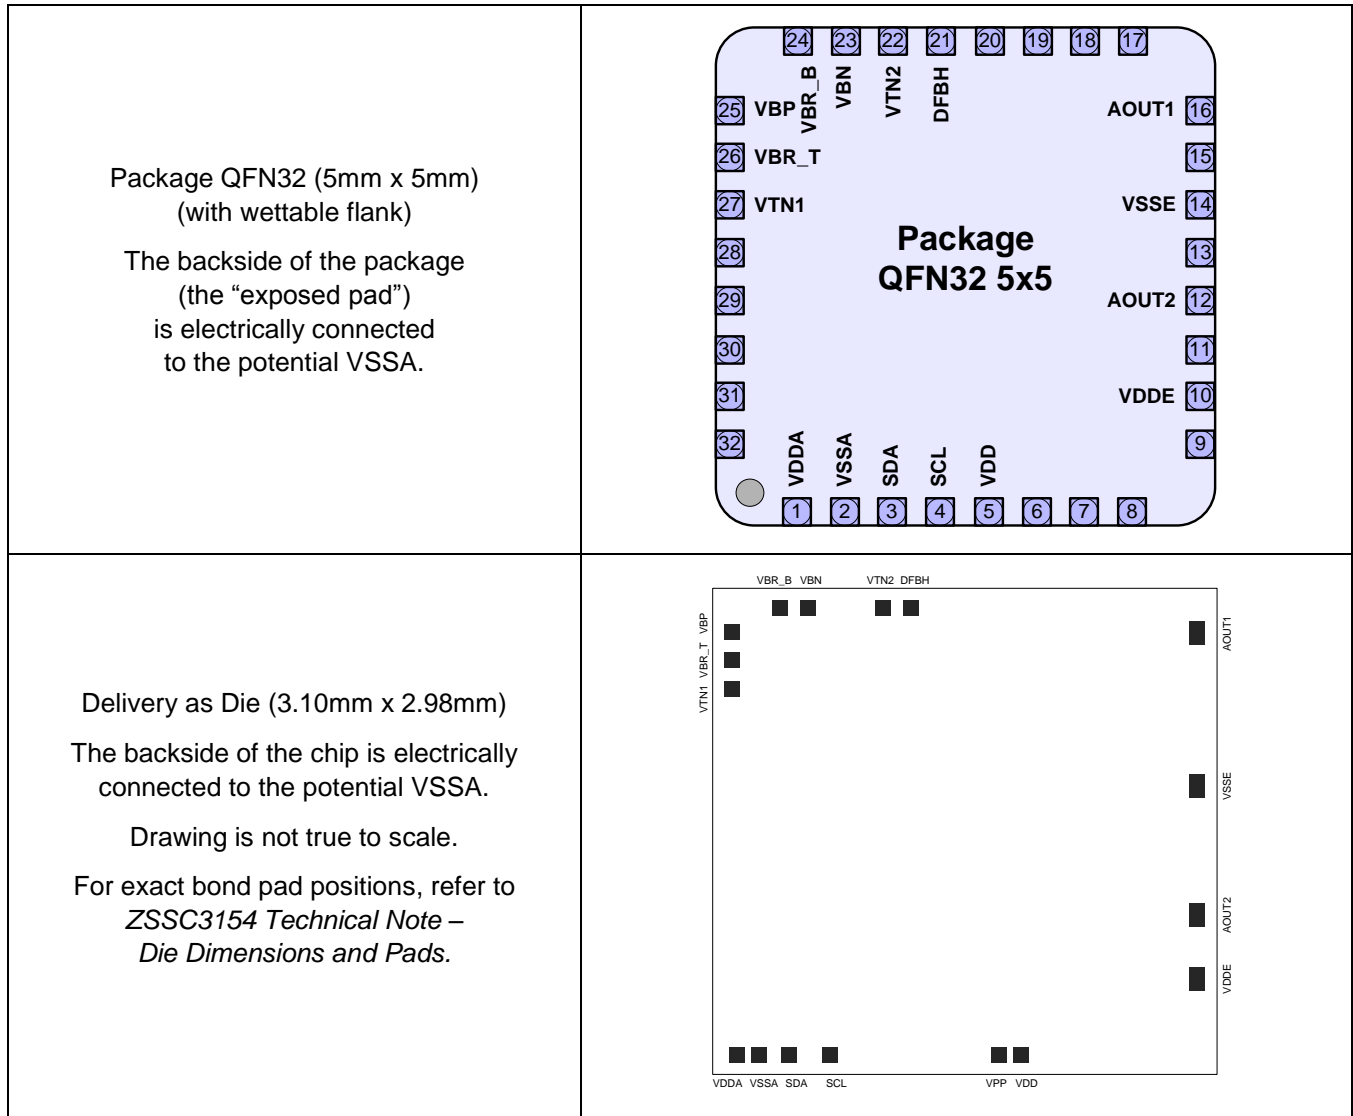 Package QFN32 (5mm x 5mm)
(with wettable flank)
The backside of the package
(the “exposed pad”)
is electrically connected
to the potential VSSA.
24 23 22 21 20 19 18 17
VBR_B VBN VTN2 DFBH
25 VBP
26 VBR_T
27 VTN1
28
29
30
31
32
AOUT1 16
15
VSSE 14
13
AOUT2 12
11
VDDE 10
9
Package
QFN32 5x5
VDDA VSSA SDA SCL VDD
1 2 3 4 5 6 7 8
Delivery as Die (3.10mm x 2.98mm)
The backside of the chip is electrically
connected to the potential VSSA.
Drawing is not true to scale.
For exact bond pad positions, refer to
ZSSC3154 Technical Note –
Die Dimensions and Pads.
VBR_B VBN VTN2 DFBH
VBP
VBR_T
VTN1
AOUT1
VSSE
AOUT2
VDDE
VDDA VSSA SDA SCL VPP VDD